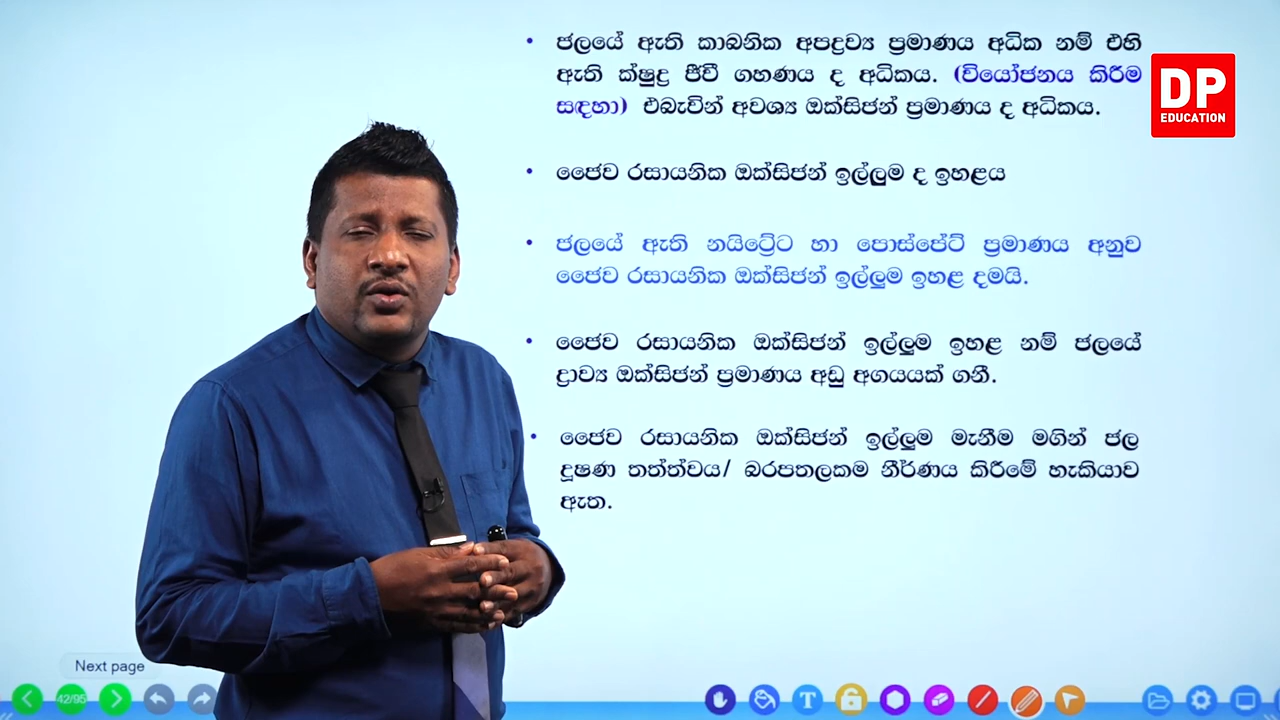 • ජලයේ ඇති කාබනික අපද්‍රව්‍ය ප්‍රමාණය අධික නම් එහි
ඇති ක්ෂුද්‍ර ජීවී ගහණය ද අධිකය. (වියෝජනය කිරීම
සඳහා) එබැවින් අවශ්‍ය ඔක්සිජන් ප්‍රමාණය ද අධිකය.
• ජෛව රසායනික ඔක්සිජන් ඉල්ලුම ද ඉහළය
• ජලයේ ඇති නයිට්‍රේට හා පොස්පේට් ප්‍රමාණය අනුව
ජෛව රසායනික ඔක්සිජන් ඉල්ලුම ඉහළ දමයි.
• ජෛව රසායනික ඔක්සිජන් ඉල්ලුම ඉහළ නම් ජලයේ
ද්‍රාව්‍ය ඔක්සිජන් ප්‍රමාණය අඩු අගයයක් ගනී.
• ජෛව රසායනික ඔක්සිජන් ඉල්ලුම මැනීම මගින් ජල
දූෂණ තත්ත්වය/ බරපතලකම නීර්ණය කිරීමේ හැකියාව
ඇත.
DP
EDUCATION
Next page
42/95
T